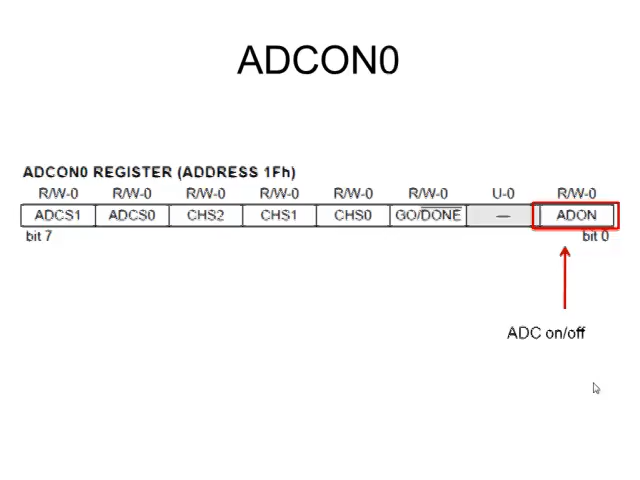 ADCON0
ADCON0 REGISTER (ADDRESS 1Fh)
R/W-0 R/W-0 R/W-0 R/W-0 R/W-0 R/W-0 U-0 R/W-0
ADCS1 ADCS0 CHS2 CHS1 CHS0 GO/DONE — ADON
bit 7 bit 0
ADC on/off